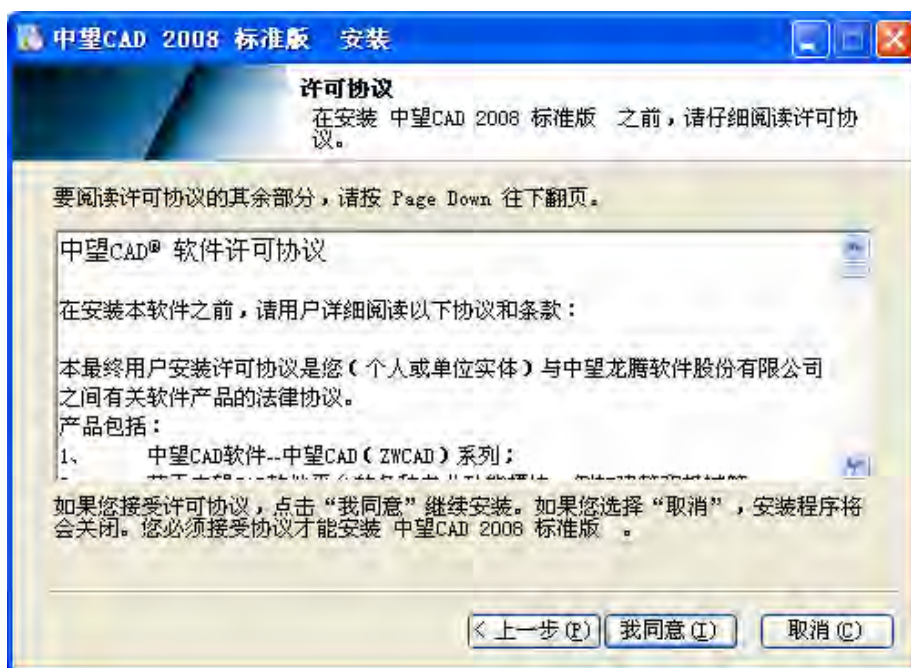 中望CAD 2008 标准版 安装
许可协议
在安装 中望CAD 2008 标准版 之前，请仔细阅读许可协
议。
要阅读许可协议的其余部分，请按 Page Down 往下翻页。
中望CAD® 软件许可协议
在安装本软件之前，请用户详细阅读以下协议和条款：
本最终用户安装许可协议是您（个人或单位实体）与中望龙腾软件股份有限公司
之间有关软件产品的法律协议。
产品包括：
1、 中望CAD软件--中望CAD（ZWCAD）系列；
如果您接受许可协议，点击“我同意”继续安装。如果您选择“取消”，安装程序将
会关闭。您必须接受协议才能安装 中望CAD 2008 标准版 。
< 上一步(P) 我同意(I) 取消(C)